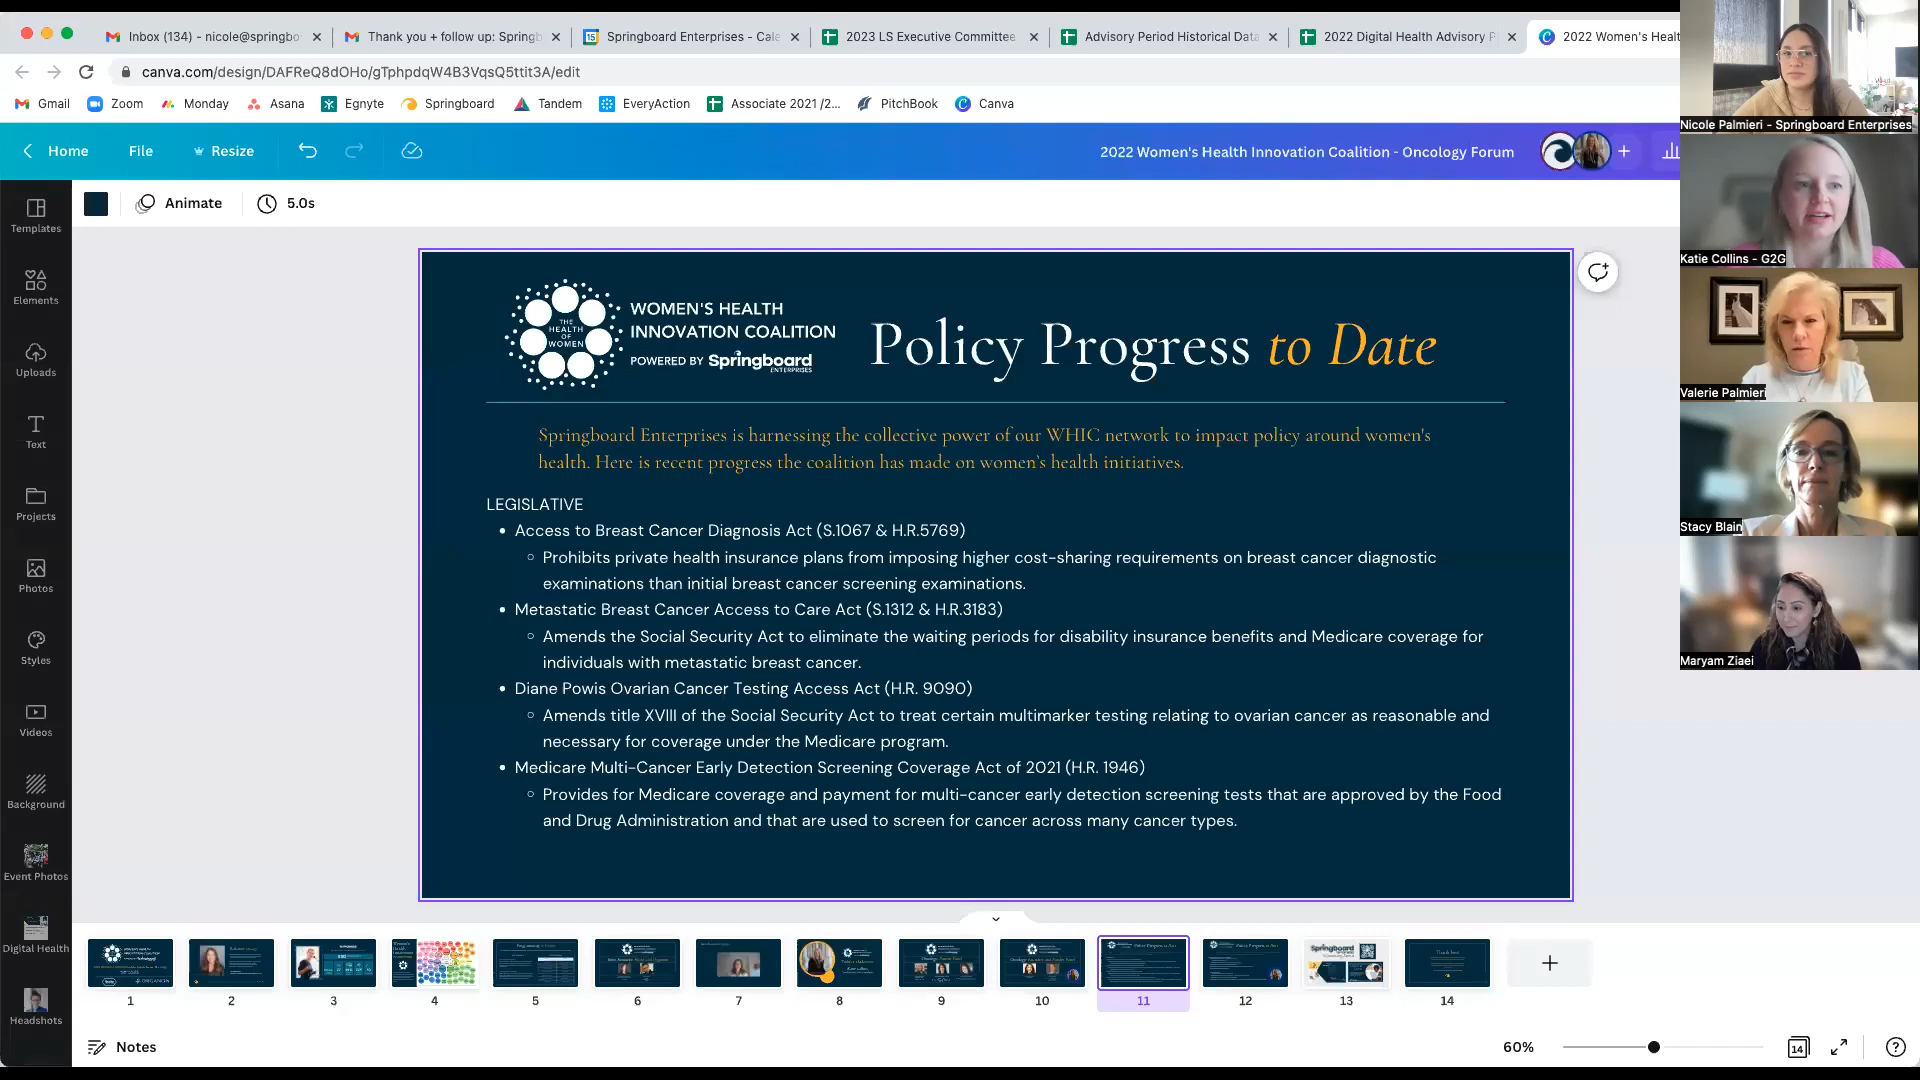 Inbox (134) - nicole@springbo
Thank you + follow up: Springb
Springboard Enterprises - Cale
2023 LS Executive Committee
Advisory Period Historical Data
2022 Digital Health Advisory P
2022 Women's Healt
canva.com/design/DAFReQ8dOHo/gTphpdqW4B3VqsQ5ttit3A/edit
Gmail
Zoom
Monday
Asana
Egnyte
Springboard
Tandem
EveryAction
Associate 2021 /2...
PitchBook
Canva
Home
File
Resize
2022 Women's Health Innovation Coalition - Oncology Forum
Animate
5.0s
Templates
Elements
Uploads
Text
Projects
Photos
Styles
Videos
Background
Event Photos
Digital Health
Headshots
THE
HEALTH
OF
WOMEN
WOMEN'S HEALTH
INNOVATION COALITION
POWERED BY Springboard
ENTERPRISES
Policy Progress to Date
Springboard Enterprises is harnessing the collective power of our WHIC network to impact policy around women's
health. Here is recent progress the coalition has made on women's health initiatives.
LEGISLATIVE
• Access to Breast Cancer Diagnosis Act (S.1067 & H.R.5769)
○ Prohibits private health insurance plans from imposing higher cost-sharing requirements on breast cancer diagnostic
examinations than initial breast cancer screening examinations.
• Metastatic Breast Cancer Access to Care Act (S.1312 & H.R.3183)
○ Amends the Social Security Act to eliminate the waiting periods for disability insurance benefits and Medicare coverage for
individuals with metastatic breast cancer.
• Diane Powis Ovarian Cancer Testing Access Act (H.R. 9090)
○ Amends title XVIII of the Social Security Act to treat certain multimarker testing relating to ovarian cancer as reasonable and
necessary for coverage under the Medicare program.
• Medicare Multi-Cancer Early Detection Screening Coverage Act of 2021 (H.R. 1946)
○ Provides for Medicare coverage and payment for multi-cancer early detection screening tests that are approved by the Food
and Drug Administration and that are used to screen for cancer across many cancer types.
Nicole Palmieri - Springboard Enterprises
Katie Collins - G2G
Valerie Palmieri
Stacy Blain
Maryam Ziaei
1
2
3
4
5
6
7
8
9
10
11
12
13
14
Notes
60%
14